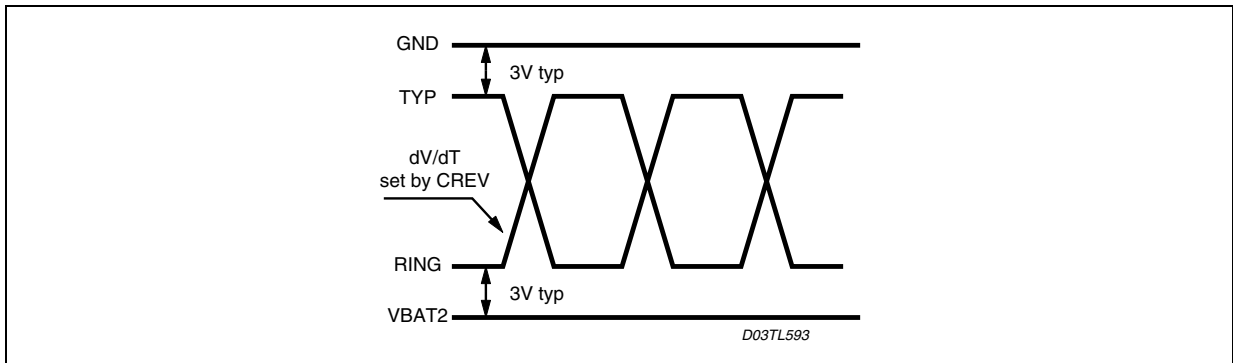 GND
3V typ
TYP
dV/dT
set by CREV
RING
3V typ
VBAT2
D03TL593